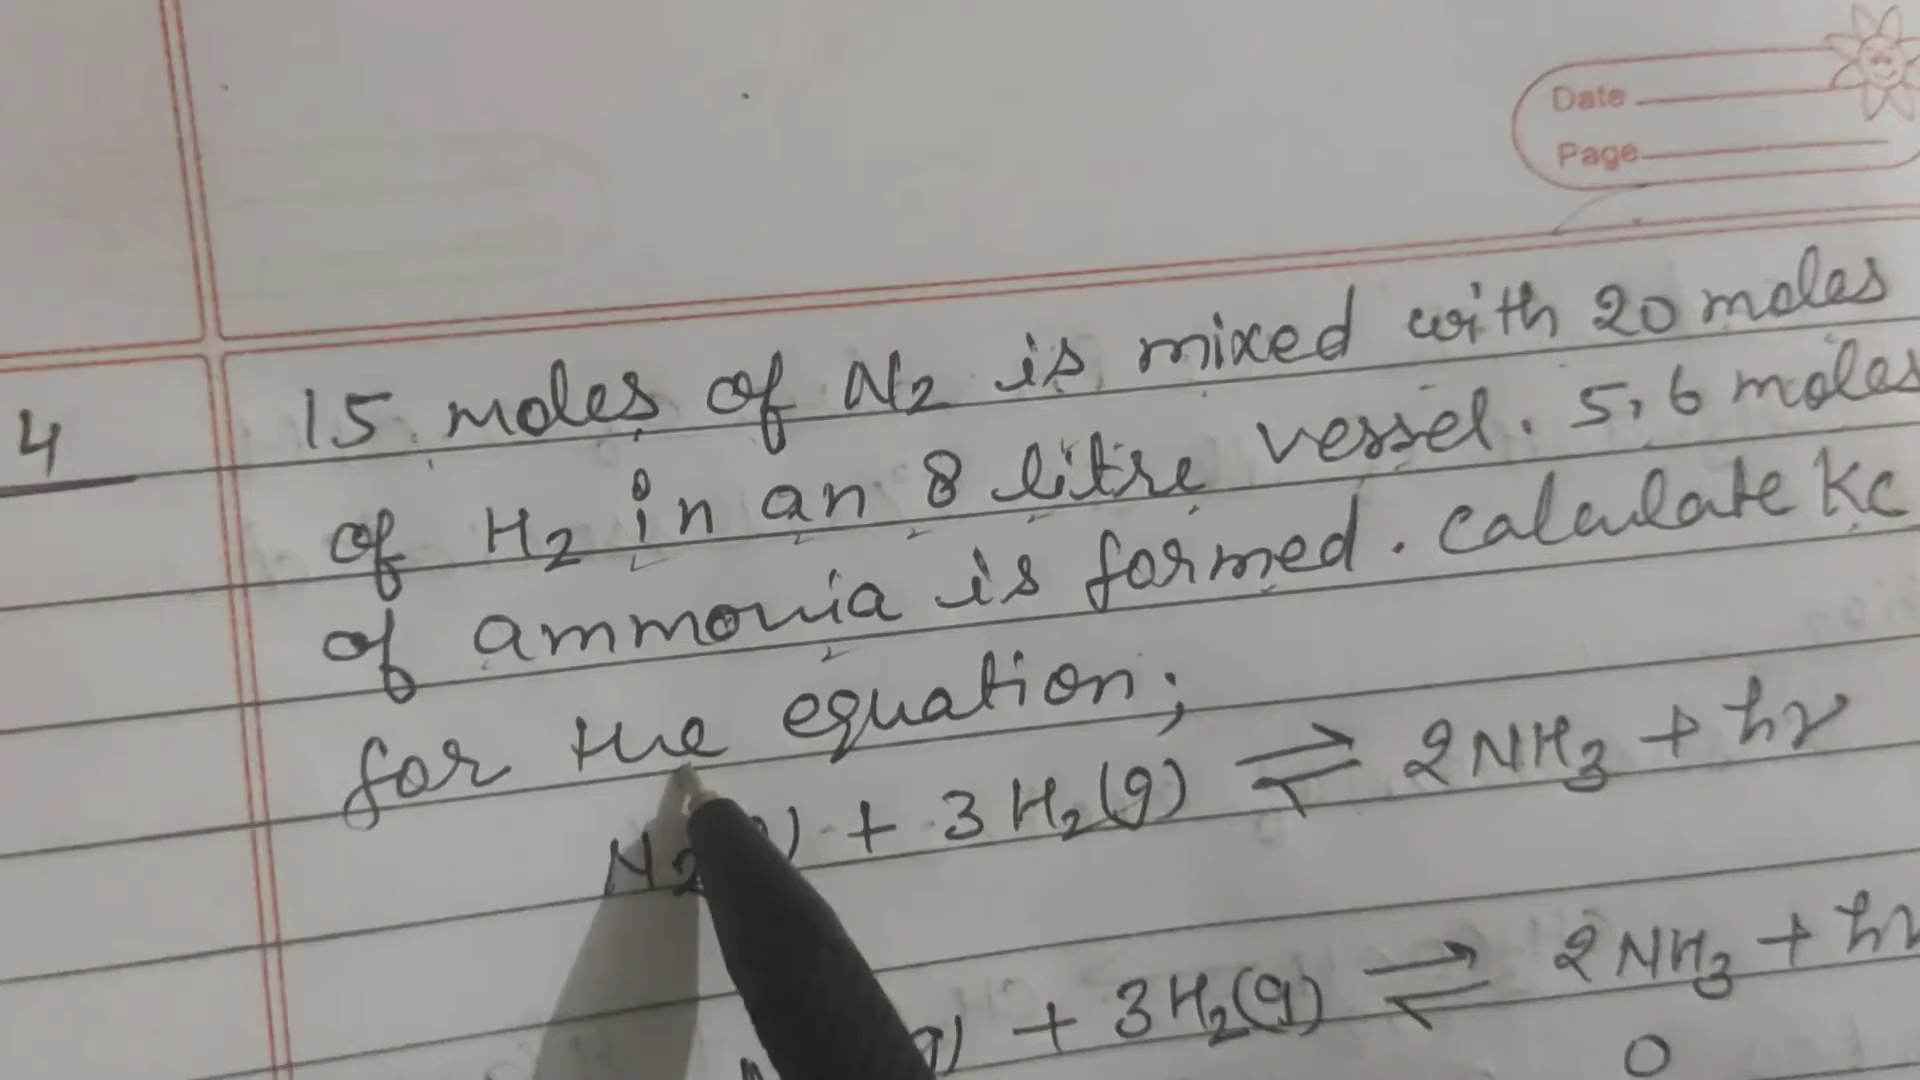 Date
Page
4
15 moles of N2 is mixed with 20 moles
of H2 in an 8 litre vessel. 5.6 moles
of ammonia is formed. Calculate Kc
for the equation;
N2 + 3H2(g) ⇌ 2NH3 + hν
+ 3H2(g) ⇌ 2NH3 + hν
0